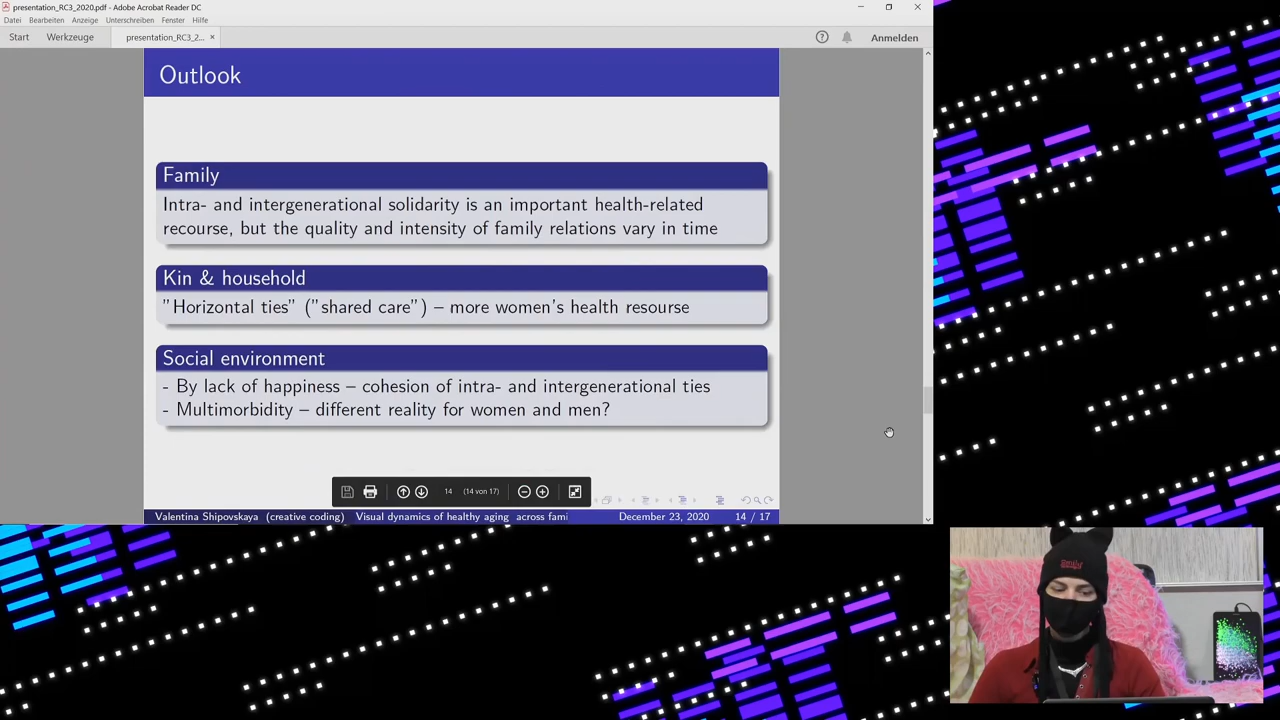 presentation_RC3_2020.pdf - Adobe Acrobat Reader DC
Datei Bearbeiten Anzeige Unterschreiben Fenster Hilfe
Start Werkzeuge presentation_RC3_2... × Anmelden
Outlook
Family
Intra- and intergenerational solidarity is an important health-related
recourse, but the quality and intensity of family relations vary in time
Kin & household
"Horizontal ties" ("shared care") – more women's health resourse
Social environment
- By lack of happiness – cohesion of intra- and intergenerational ties
- Multimorbidity – different reality for women and men?
14 (14 von 17)
Valentina Shipovskaya (creative coding) Visual dynamics of healthy aging across fami December 23, 2020 14 / 17